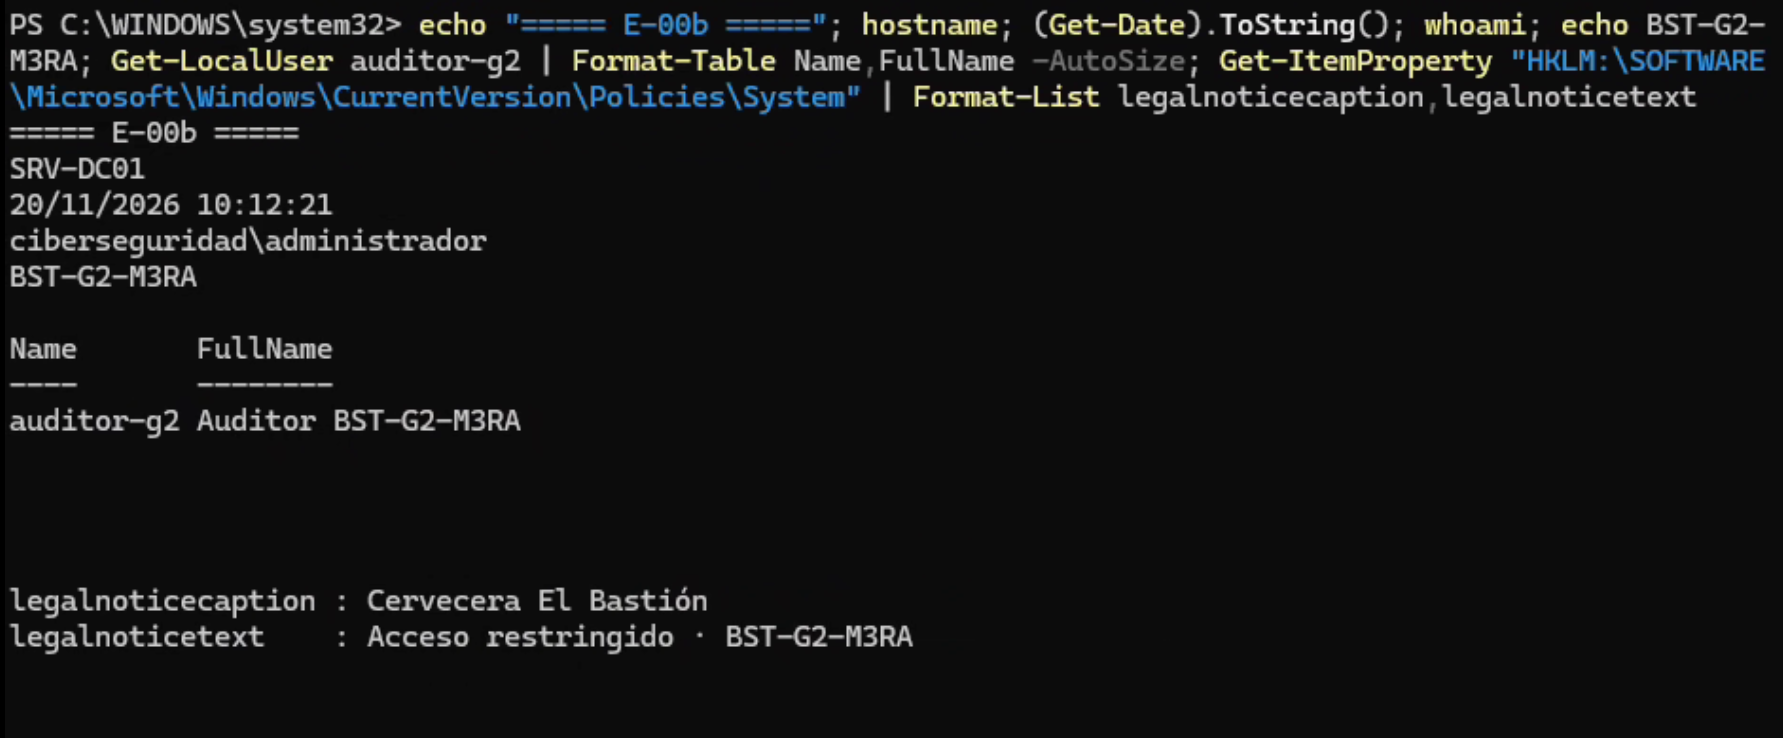 PS C:\WINDOWS\system32> echo "===== E-00b ====="; hostname; (Get-Date).ToString(); whoami; echo BST-G2-
M3RA; Get-LocalUser auditor-g2 | Format-Table Name,FullName -AutoSize; Get-ItemProperty "HKLM:\SOFTWARE
\Microsoft\Windows\CurrentVersion\Policies\System" | Format-List legalnoticecaption,legalnoticetext
===== E-00b =====
SRV-DC01
20/11/2026 10:12:21
ciberseguridad\administrador
BST-G2-M3RA
Name       FullName
----       --------
auditor-g2 Auditor BST-G2-M3RA
legalnoticecaption : Cervecera El Bastión
legalnoticetext    : Acceso restringido · BST-G2-M3RA